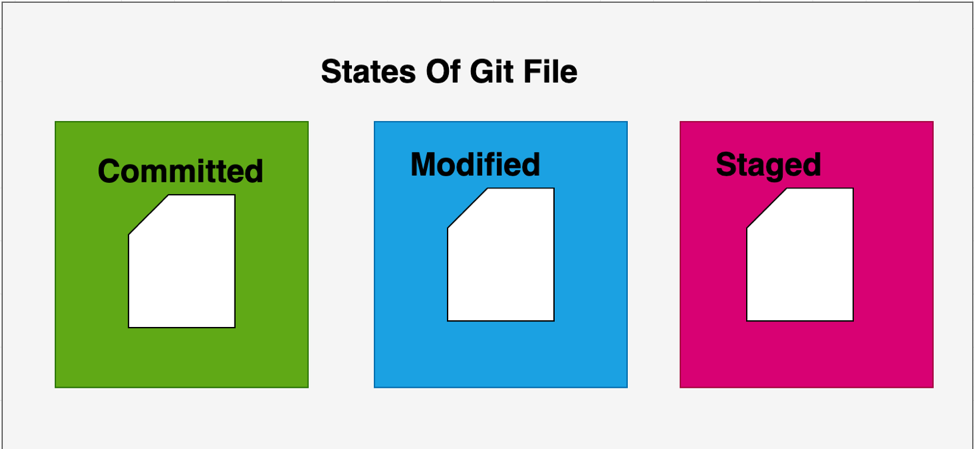 States Of Git File
Committed
Modified
Staged